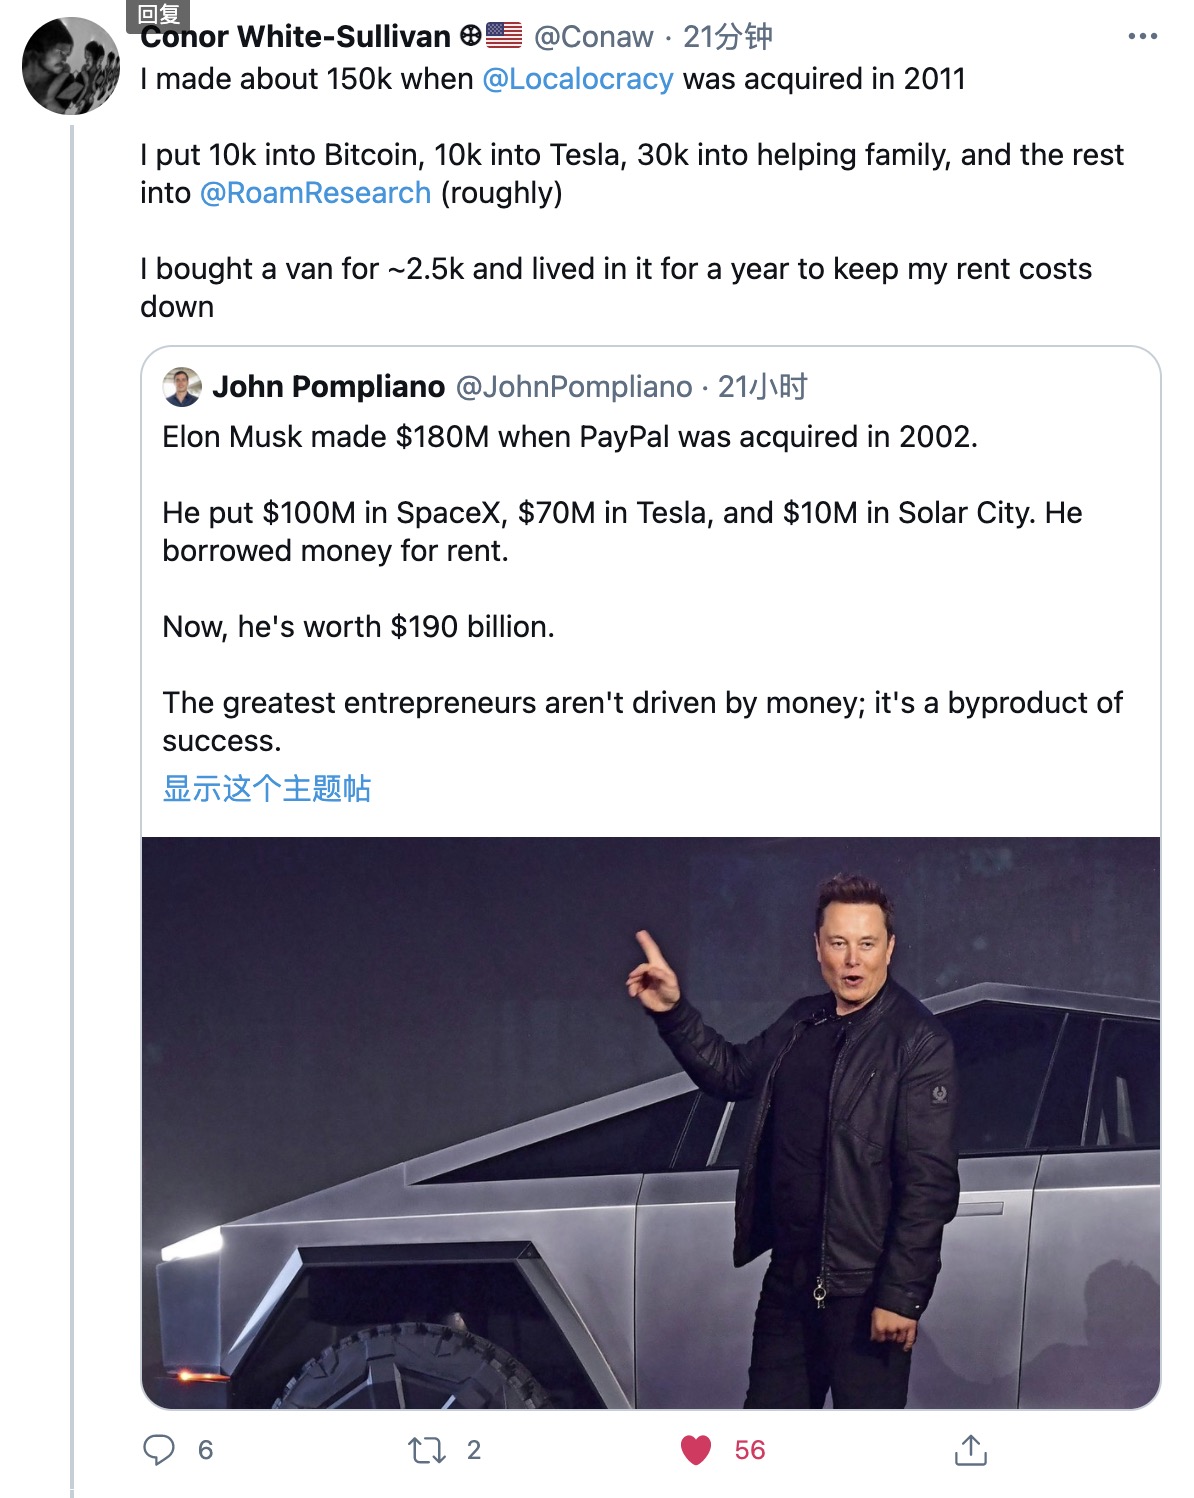 回复
Conor White-Sullivan 🇺🇸 @Conaw · 21分钟
I made about 150k when @Localocracy was acquired in 2011
I put 10k into Bitcoin, 10k into Tesla, 30k into helping family, and the rest
into @RoamResearch (roughly)
I bought a van for ~2.5k and lived in it for a year to keep my rent costs
down
John Pompliano @JohnPompliano · 21小时
Elon Musk made $180M when PayPal was acquired in 2002.
He put $100M in SpaceX, $70M in Tesla, and $10M in Solar City. He
borrowed money for rent.
Now, he's worth $190 billion.
The greatest entrepreneurs aren't driven by money; it's a byproduct of
success.
显示这个主题帖
6 2 56